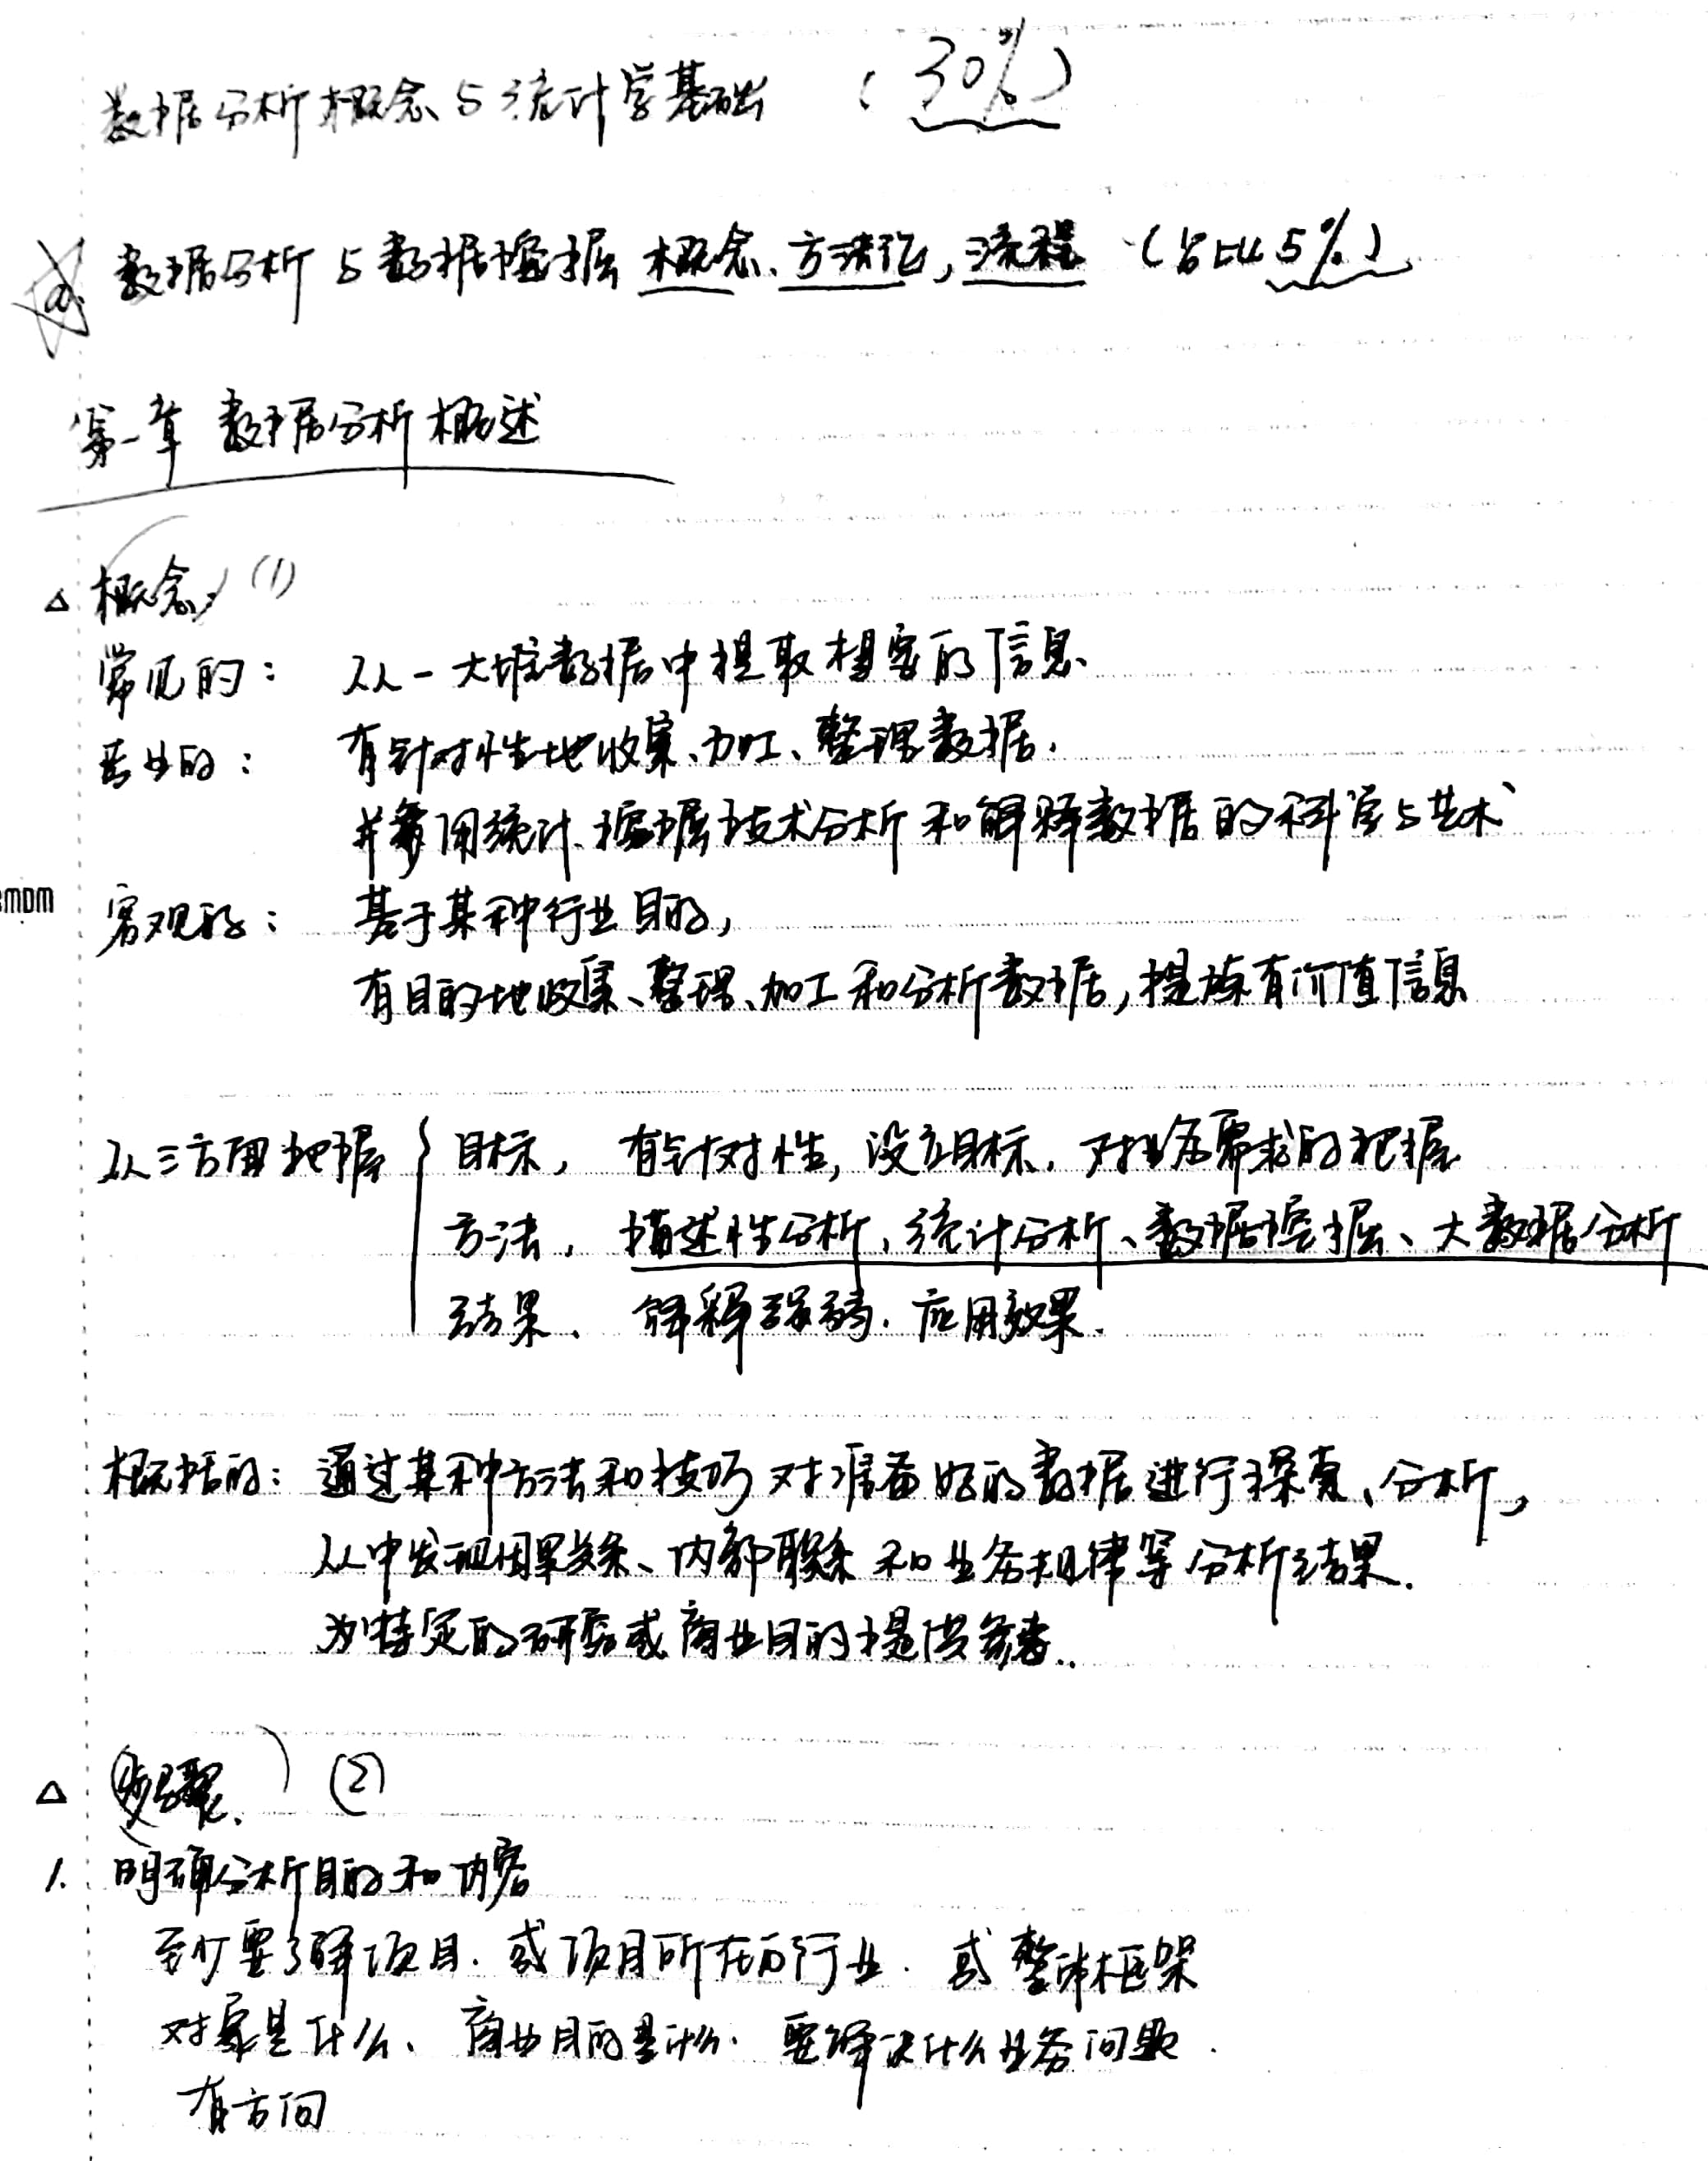 数据分析概念与统计学基础 (30%)
a. 数据分析与数据挖掘 概念、方法论, 流程 (占比5%)
第一章 数据分析概述
△ 概念 (1)
常见的： 从一大堆数据中提取想要的信息、
专业的： 有针对性地收集、加工、整理数据.
并用统计、挖掘技术分析和解释数据的科学与艺术
mDm
客观的： 基于某种行业目的,
有目的地收集、整理、加工和分析数据, 提炼有价值信息
从三方面把握 { 目标, 有针对性, 没立目标. 对业务需求的把握
方法, 描述性分析, 统计分析、数据挖掘、大数据分析
结果、 解释强弱. 应用效果.
概括的: 通过某种方法和技巧对准备好的数据进行探索、分析,
从中发现因果关系、内部联系和业务规律等分析结果.
为特定的研究或商业目的提供参考..
△ 步骤. (2)
1. 明确分析目的和内容
至少要了解项目. 或项目所在的行业. 或整体框架
对象是什么、商业目的是什么. 要解决什么业务问题.
有方向